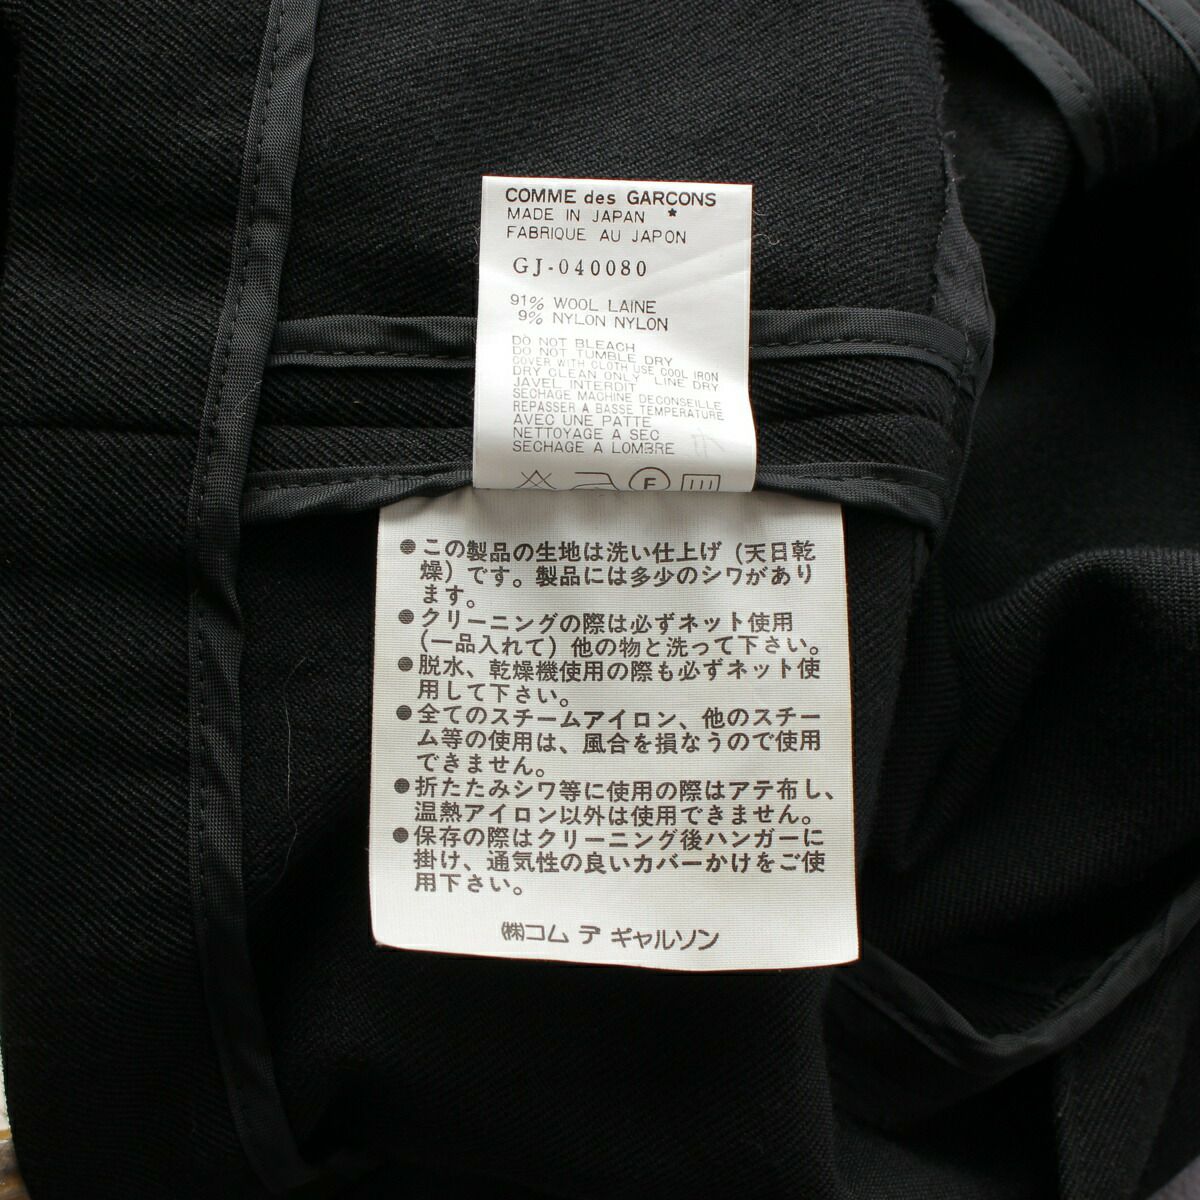 COMME des GARCONS
MADE IN JAPAN *
FABRIQUE AU JAPON
GJ-040080
91% WOOL LAINE
9% NYLON NYLON
DO NOT BLEACH
DO NOT TUMBLE DRY
COVER WITH CLOTH USE COOL IRON
DRY CLEAN ONLY LINE DRY
JAVEL INTERDIT
SECHAGE MACHINE DECONSEILLE
REPASSER A BASSE TEMPERATURE
AVEC UNE PATTE
NETTOYAGE A SEC
SECHAGE A LOMBRE
F
●この製品の生地は洗い仕上げ（天日乾
燥）です。製品には多少のシワがあり
ます。
●クリーニングの際は必ずネット使用
（一品入れて）他の物と洗って下さい。
●脱水、乾燥機使用の際も必ずネット使
用して下さい。
●全てのスチームアイロン、他のスチー
ム等の使用は、風合を損なうので使用
できません。
●折たたみシワ等に使用の際はアテ布し、
温熱アイロン以外は使用できません。
●保存の際はクリーニング後ハンガーに
掛け、通気性の良いカバーかけをご使
用下さい。
㈱コム デ ギャルソン